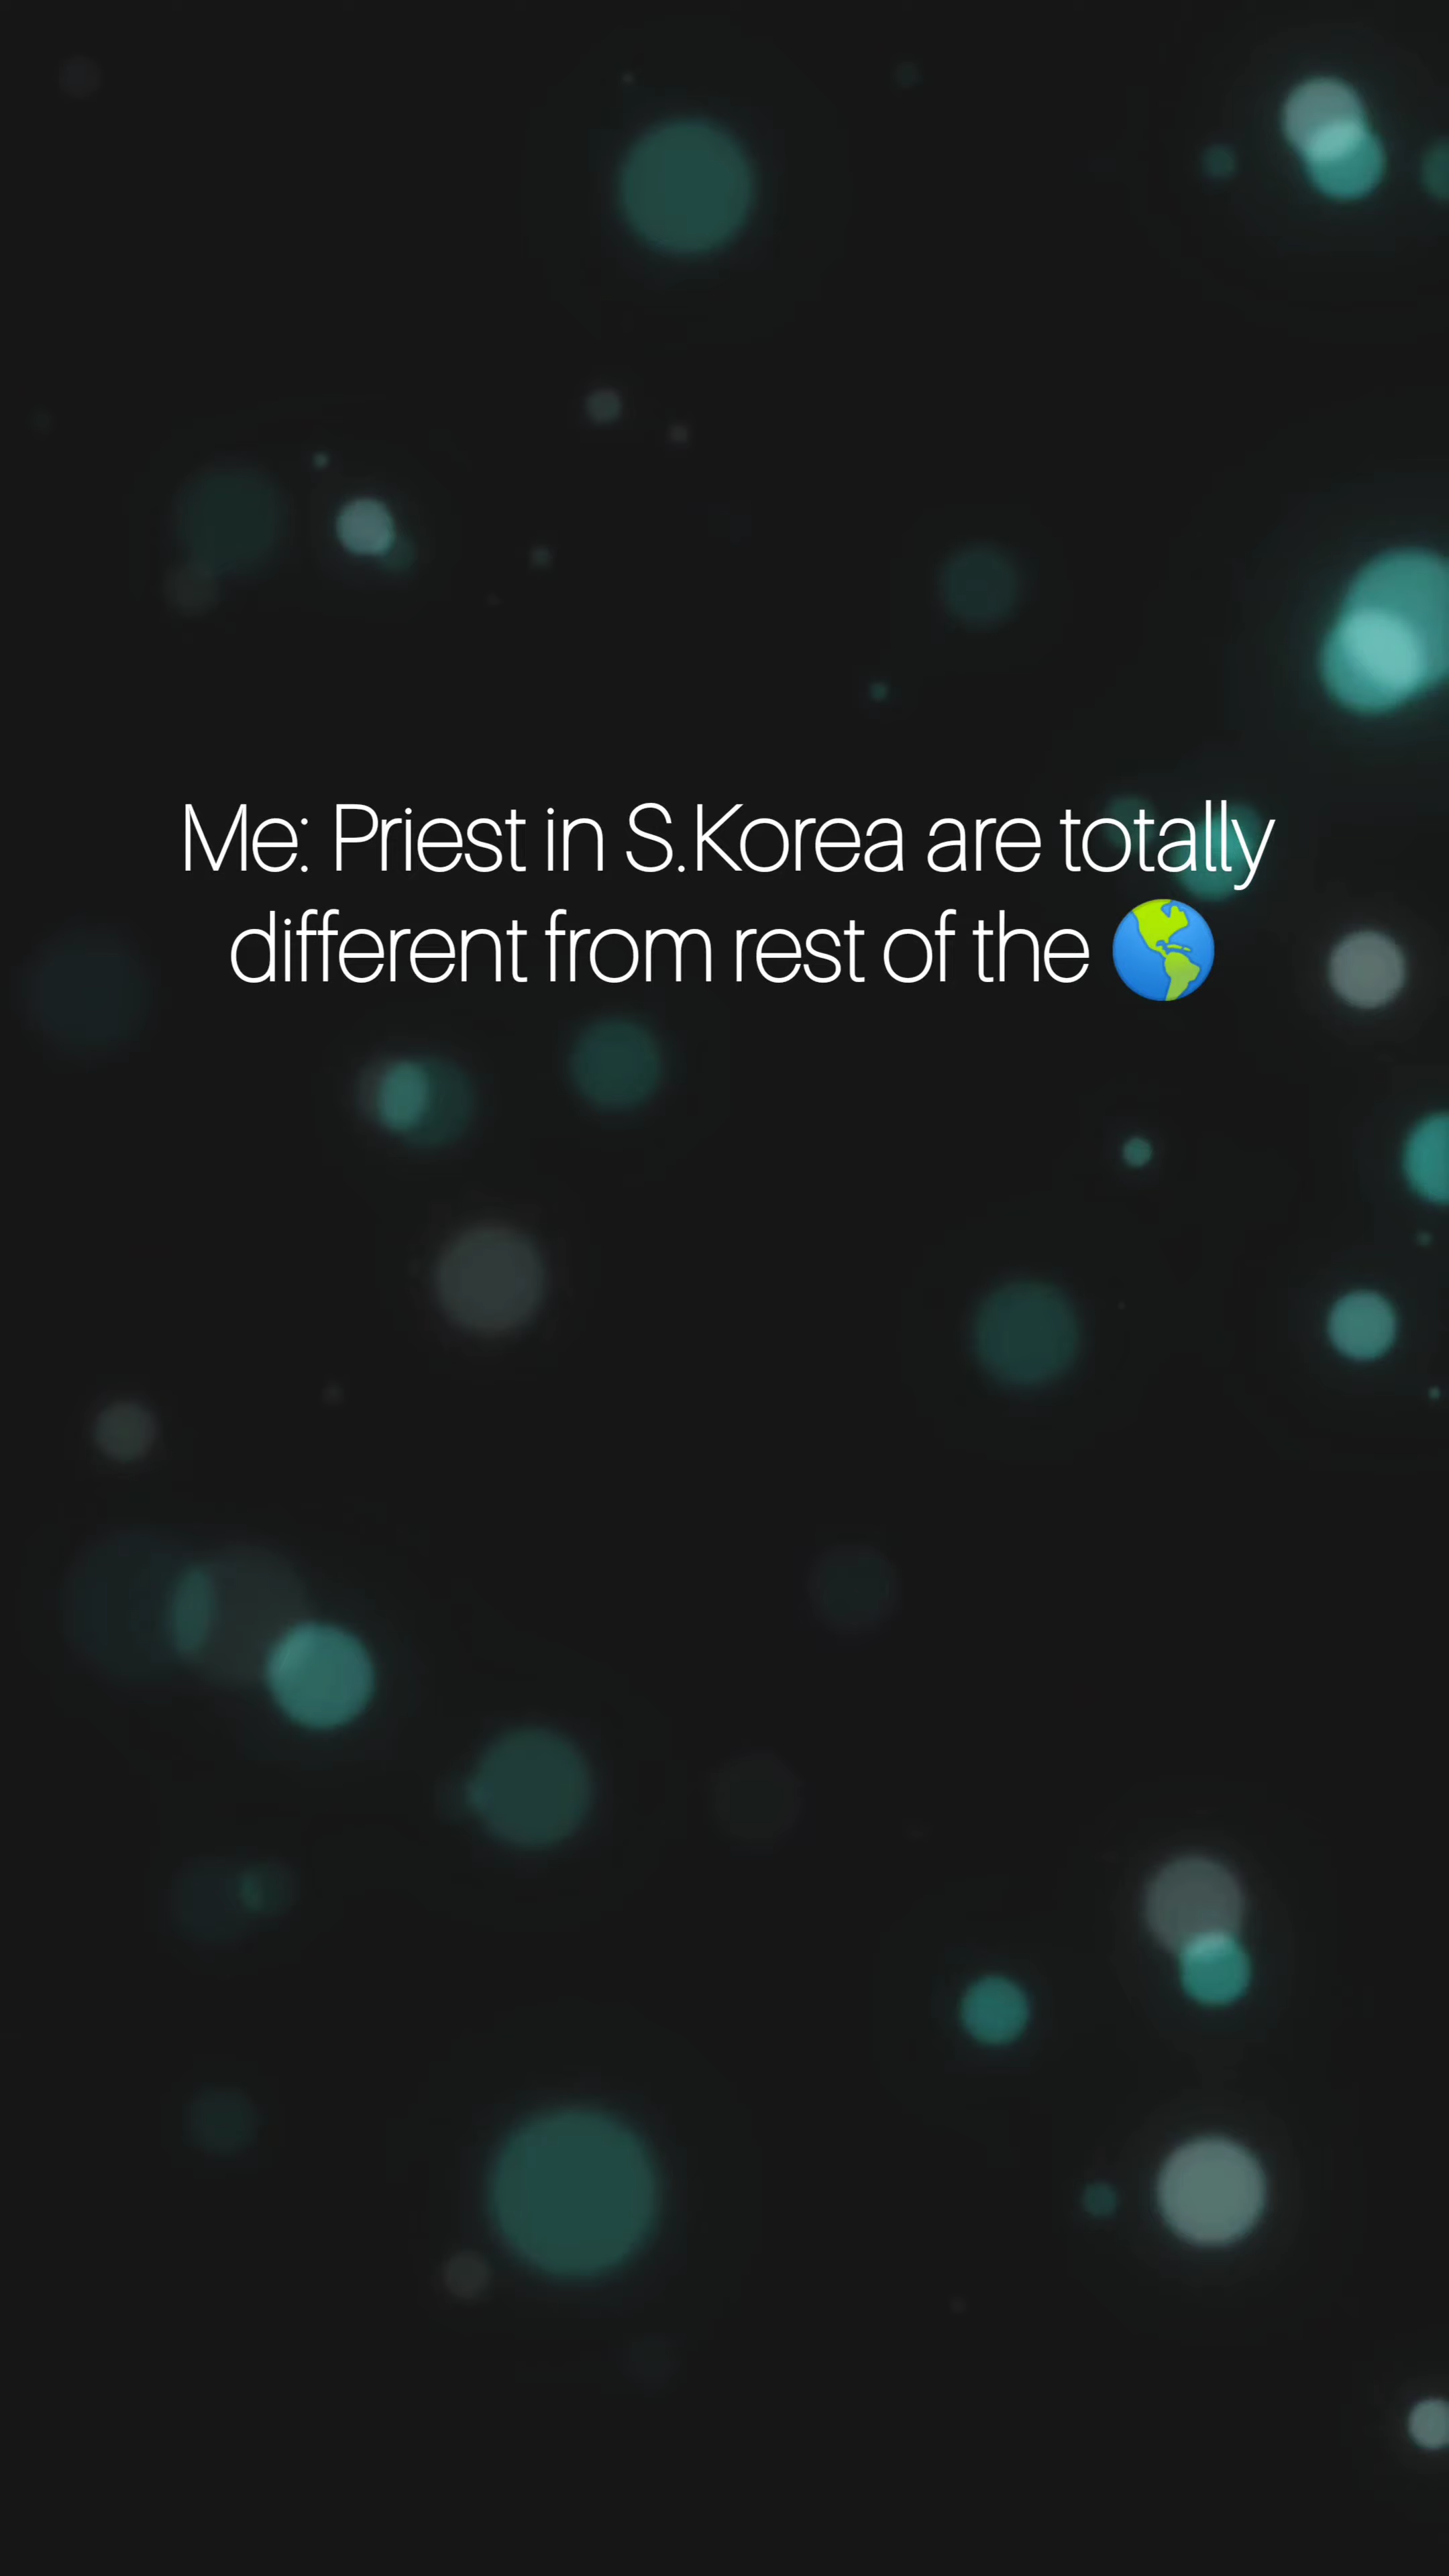 Me: Priest in S.Korea are totally
different from rest of the 🌎